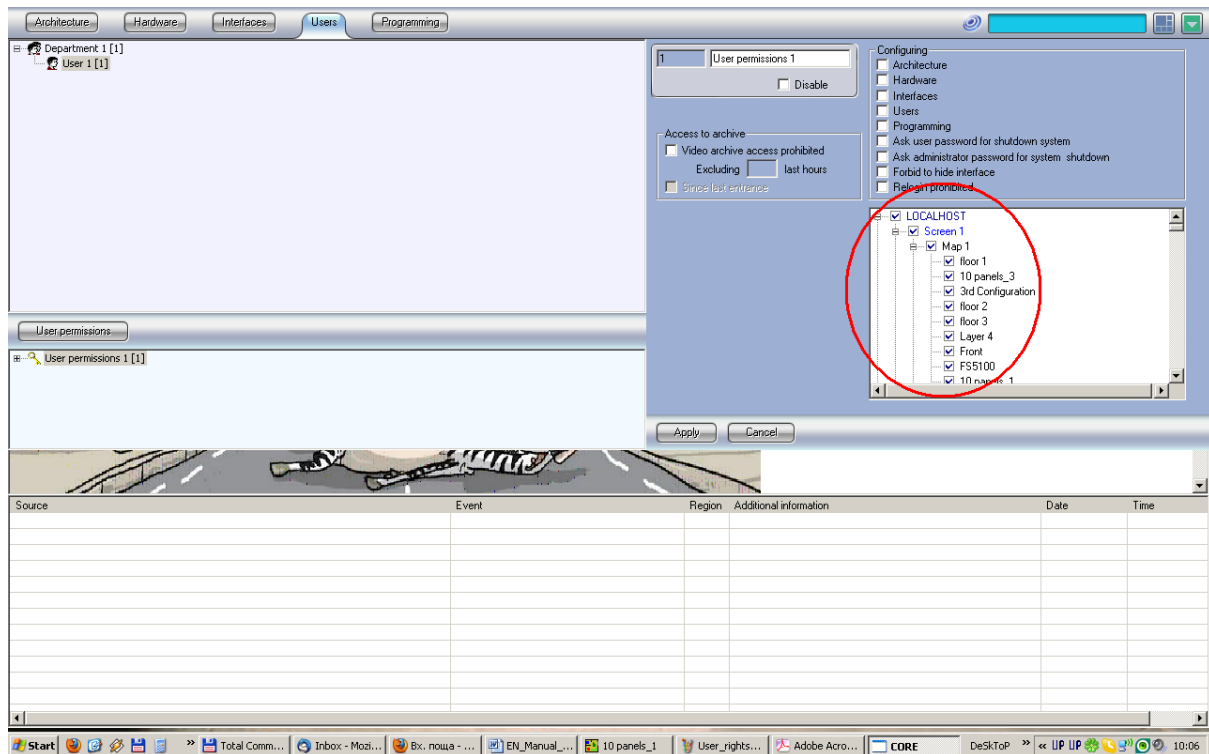 Architecture Hardware Interfaces Users Programming
Department 1 [1]
User 1 [1]
User permissions
User permissions 1 [1]
1 User permissions 1
Disable
Access to archive
Video archive access prohibited
Excluding last hours
Since last entrance
Configuring
Architecture
Hardware
Interfaces
Users
Programming
Ask user password for shutdown system
Ask administrator password for system shutdown
Forbid to hide interface
Relogin prohibited
LOCALHOST
Screen 1
Map 1
floor 1
10 panels_3
3rd Configuration
floor 2
floor 3
Layer 4
Front
FS5100
10 panels_1
Apply Cancel
Source Event Region Additional information Date Time
Start » Total Comm... Inbox - Mozi... Вх. поща - ... EN_Manual_... 10 panels_1 User_rights... Adobe Acro... CORE DeSkToP » « UP UP 10:06